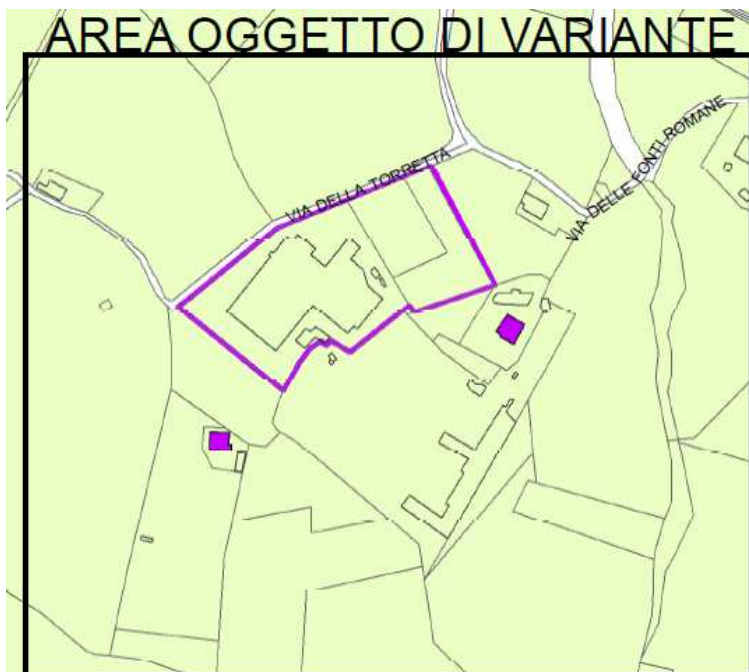 AREA OGGETTO DI VARIANTE
VIA DELLA TORRETTA
VIA DELLE FONTI ROMANE